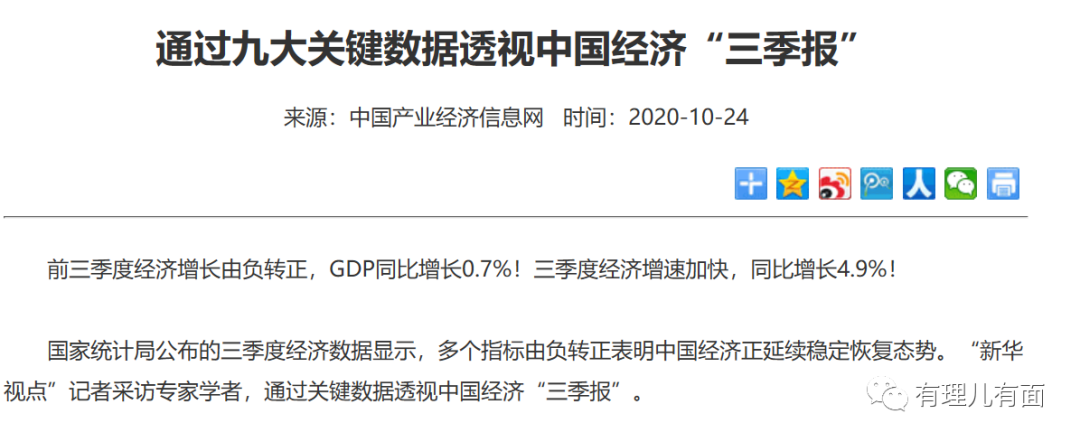 通过九大关键数据透视中国经济“三季报”
来源：中国产业经济信息网 时间：2020-10-24
前三季度经济增长由负转正，GDP同比增长0.7%！三季度经济增速加快，同比增长4.9%！
国家统计局公布的三季度经济数据显示，多个指标由负转正表明中国经济正延续稳定恢复态势。“新华
视点”记者采访专家学者，通过关键数据透视中国经济“三季报”。
有理儿有面